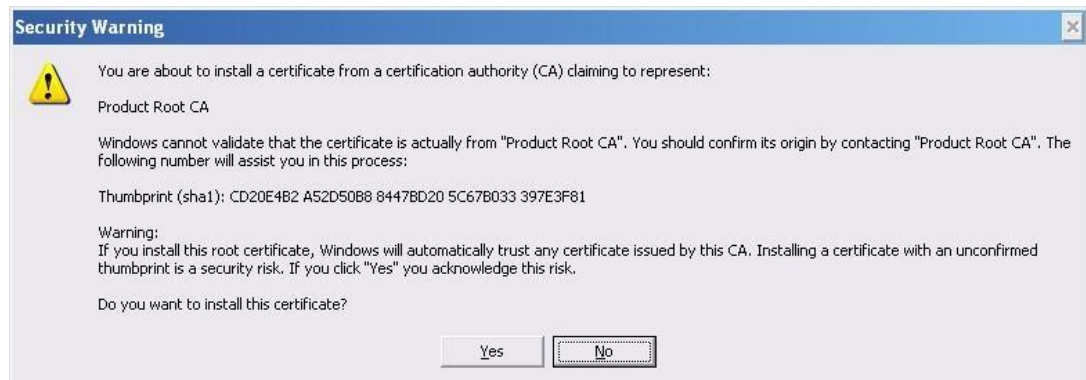 Security Warning
You are about to install a certificate from a certification authority (CA) claiming to represent:
Product Root CA
Windows cannot validate that the certificate is actually from "Product Root CA". You should confirm its origin by contacting "Product Root CA". The
following number will assist you in this process:
Thumbprint (sha1): CD20E4B2 A52D50B8 8447BD20 5C67B033 397E3F81
Warning:
If you install this root certificate, Windows will automatically trust any certificate issued by this CA. Installing a certificate with an unconfirmed
thumbprint is a security risk. If you click "Yes" you acknowledge this risk.
Do you want to install this certificate?
Yes
No